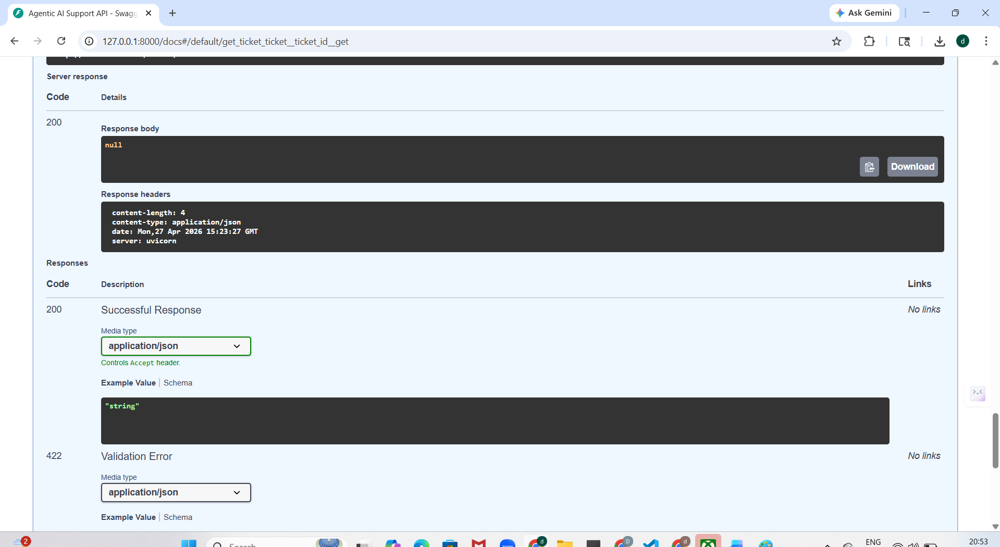 Agentic AI Support API - Swagg
Ask Gemini
127.0.0.1:8000/docs#/default/get_ticket_ticket__ticket_id__get
d
Server response
Code Details
200
Response body
null
Download
Response headers
content-length: 4
content-type: application/json
date: Mon,27 Apr 2026 15:23:27 GMT
server: uvicorn
Responses
Code Description Links
200 Successful Response No links
Media type
application/json
Controls Accept header.
Example Value Schema
"string"
422 Validation Error No links
Media type
application/json
Example Value Schema
2
Search
d
D
d
ENG
20:53